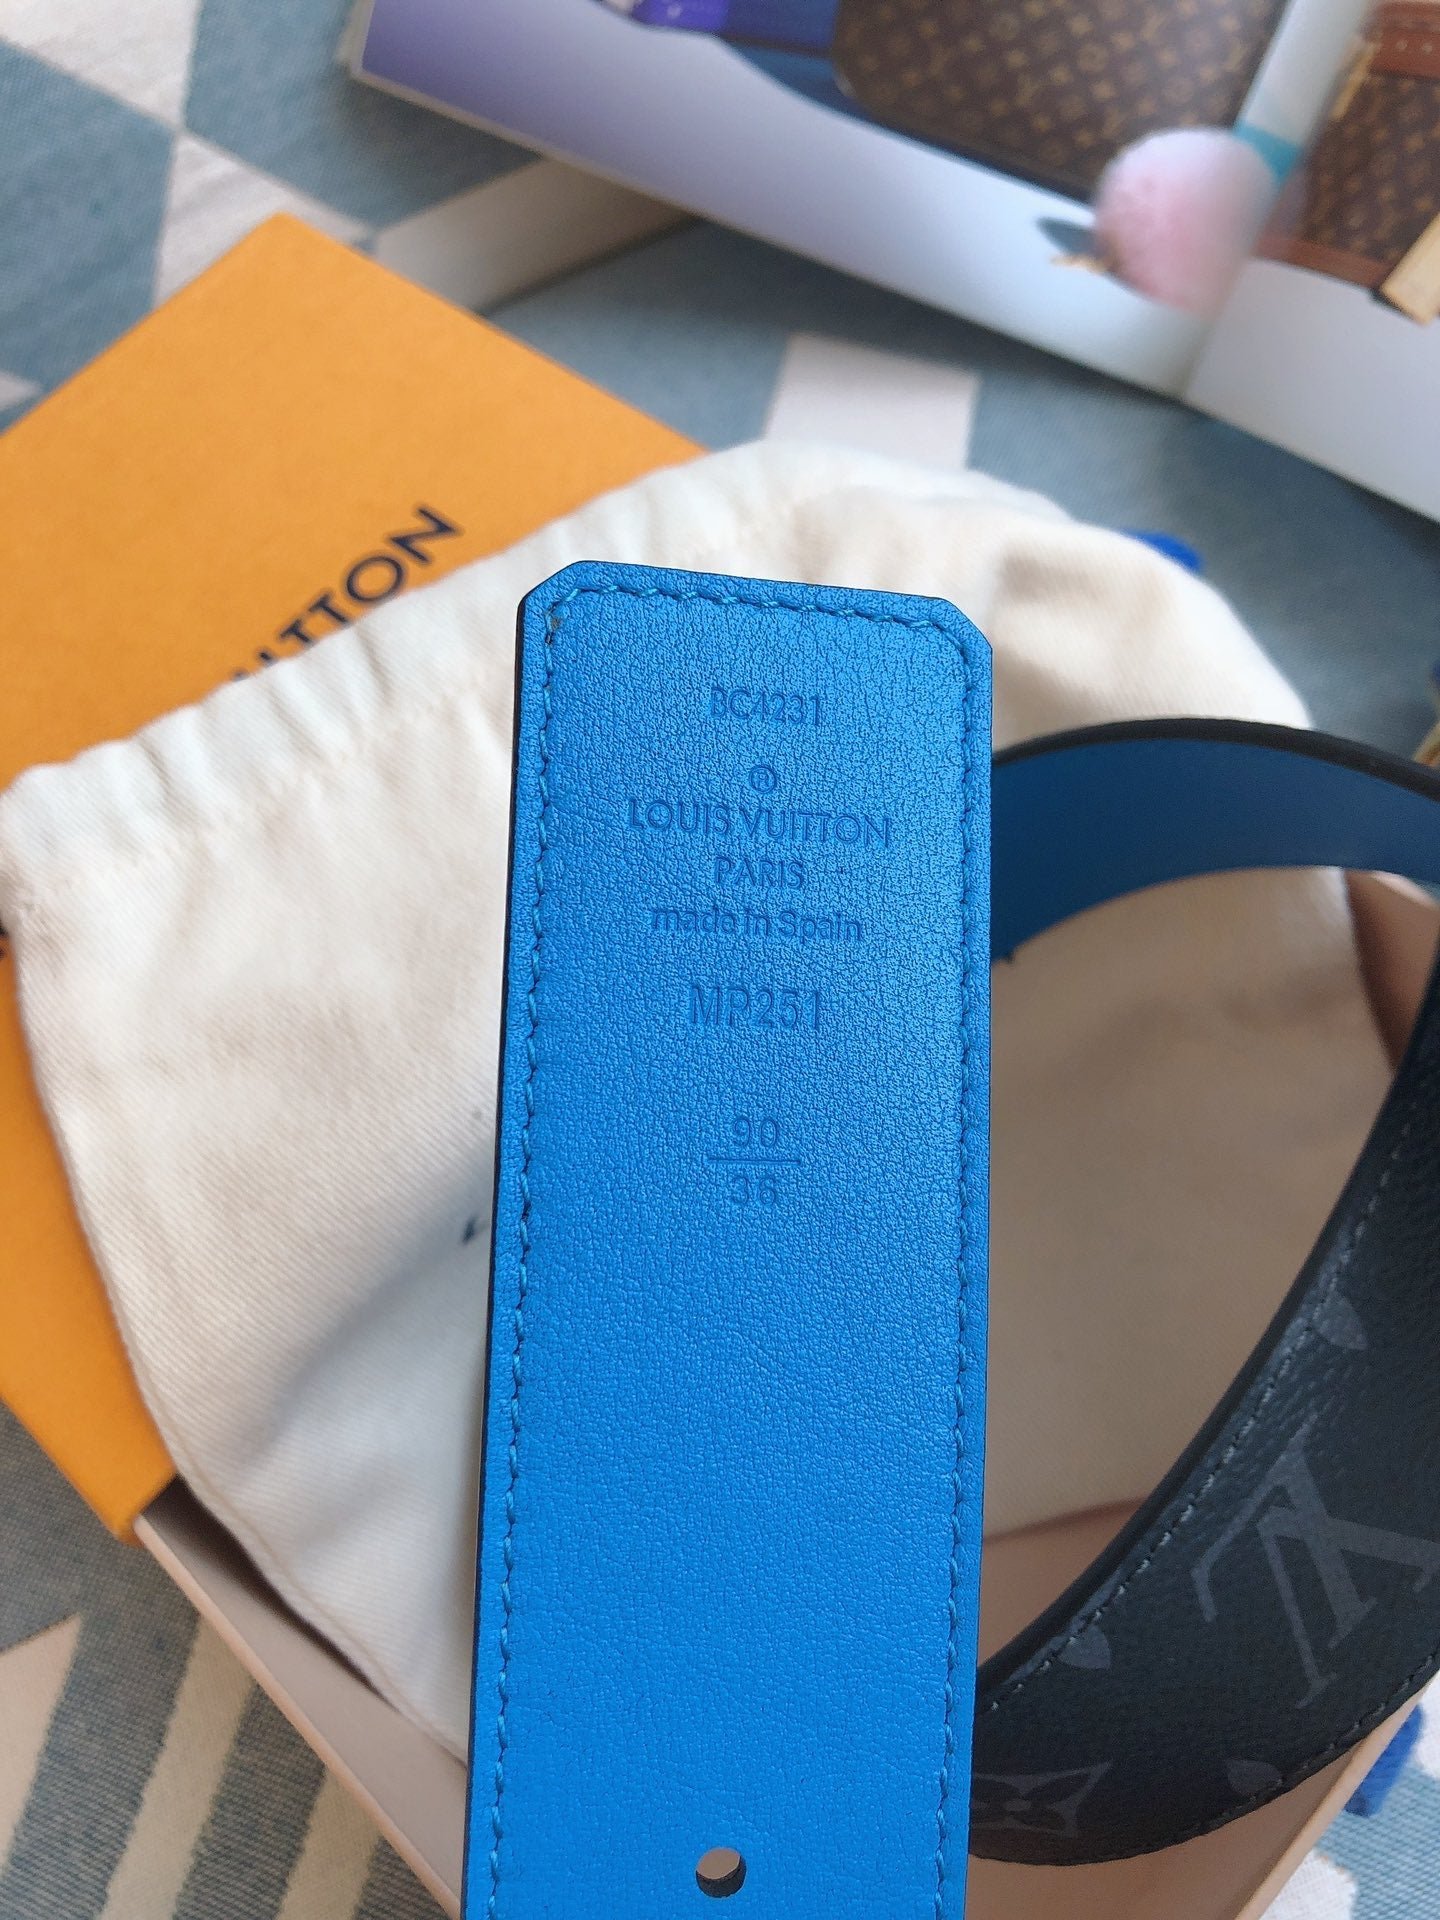 UITTON
BC4231
®
LOUIS VUITTON
PARIS
made in Spain
MP251
90
36